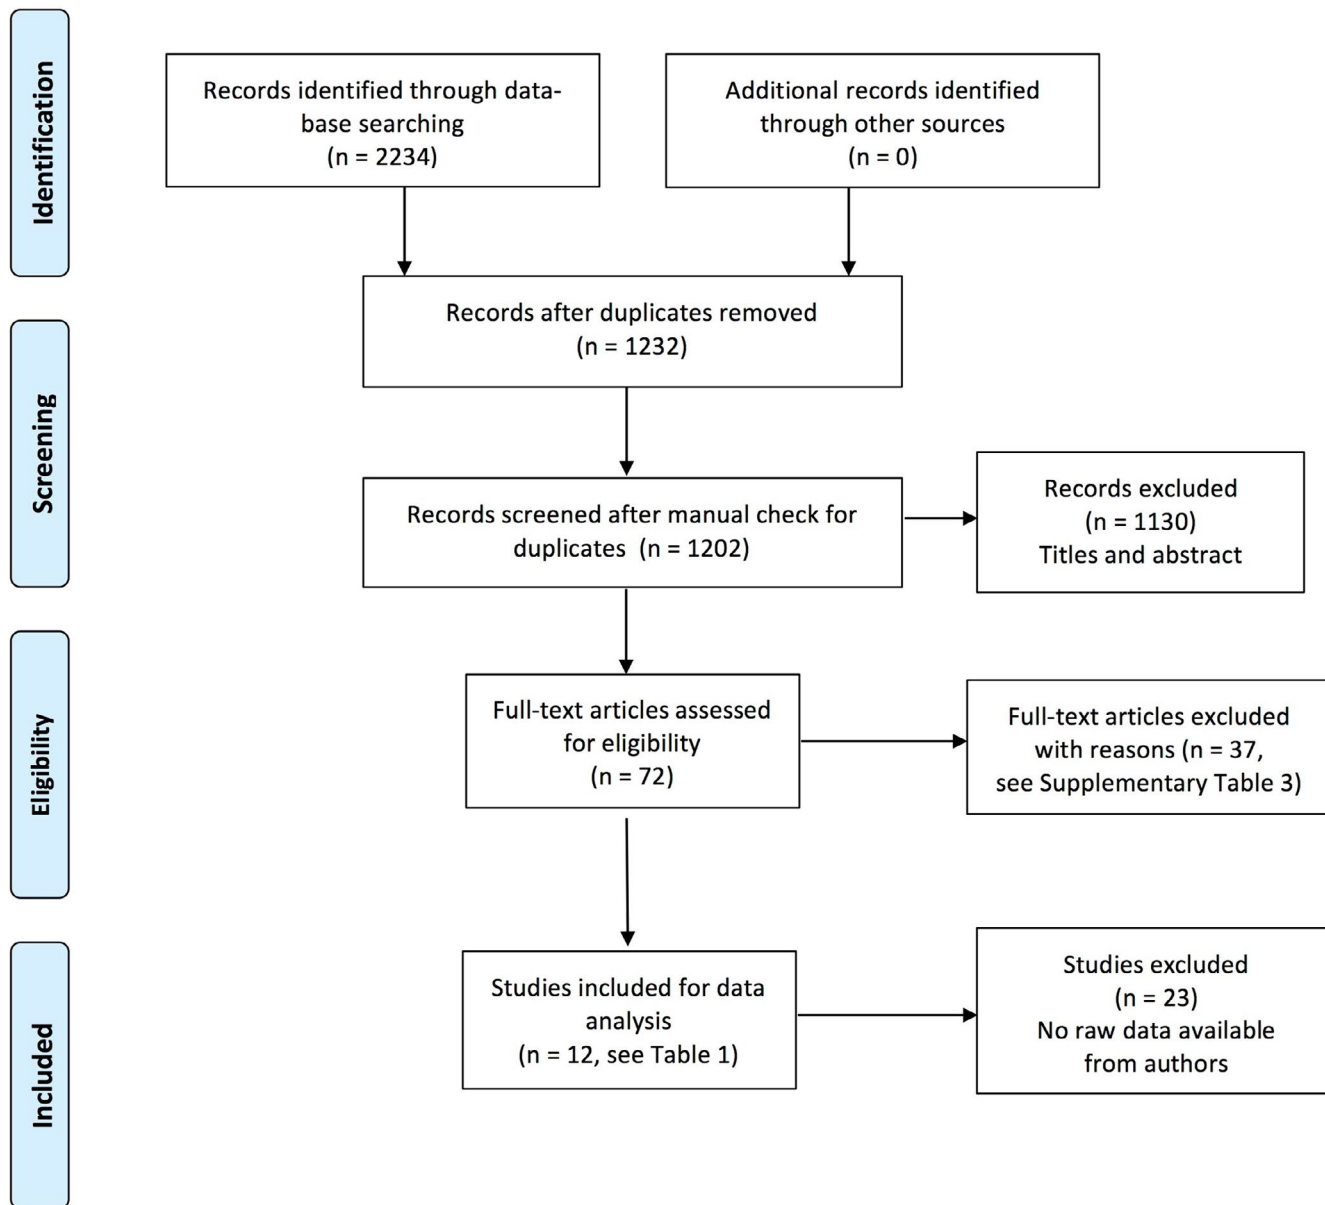 Identification
Records identified through data-
base searching
(n = 2234)
Additional records identified
through other sources
(n = 0)
Records after duplicates removed
(n = 1232)
Screening
Records screened after manual check for
duplicates  (n = 1202)
Records excluded
(n = 1130)
Titles and abstract
Eligibility
Full-text articles assessed
for eligibility
(n = 72)
Full-text articles excluded
with reasons (n = 37,
see Supplementary Table 3)
Included
Studies included for data
analysis
(n = 12, see Table 1)
Studies excluded
(n = 23)
No raw data available
from authors